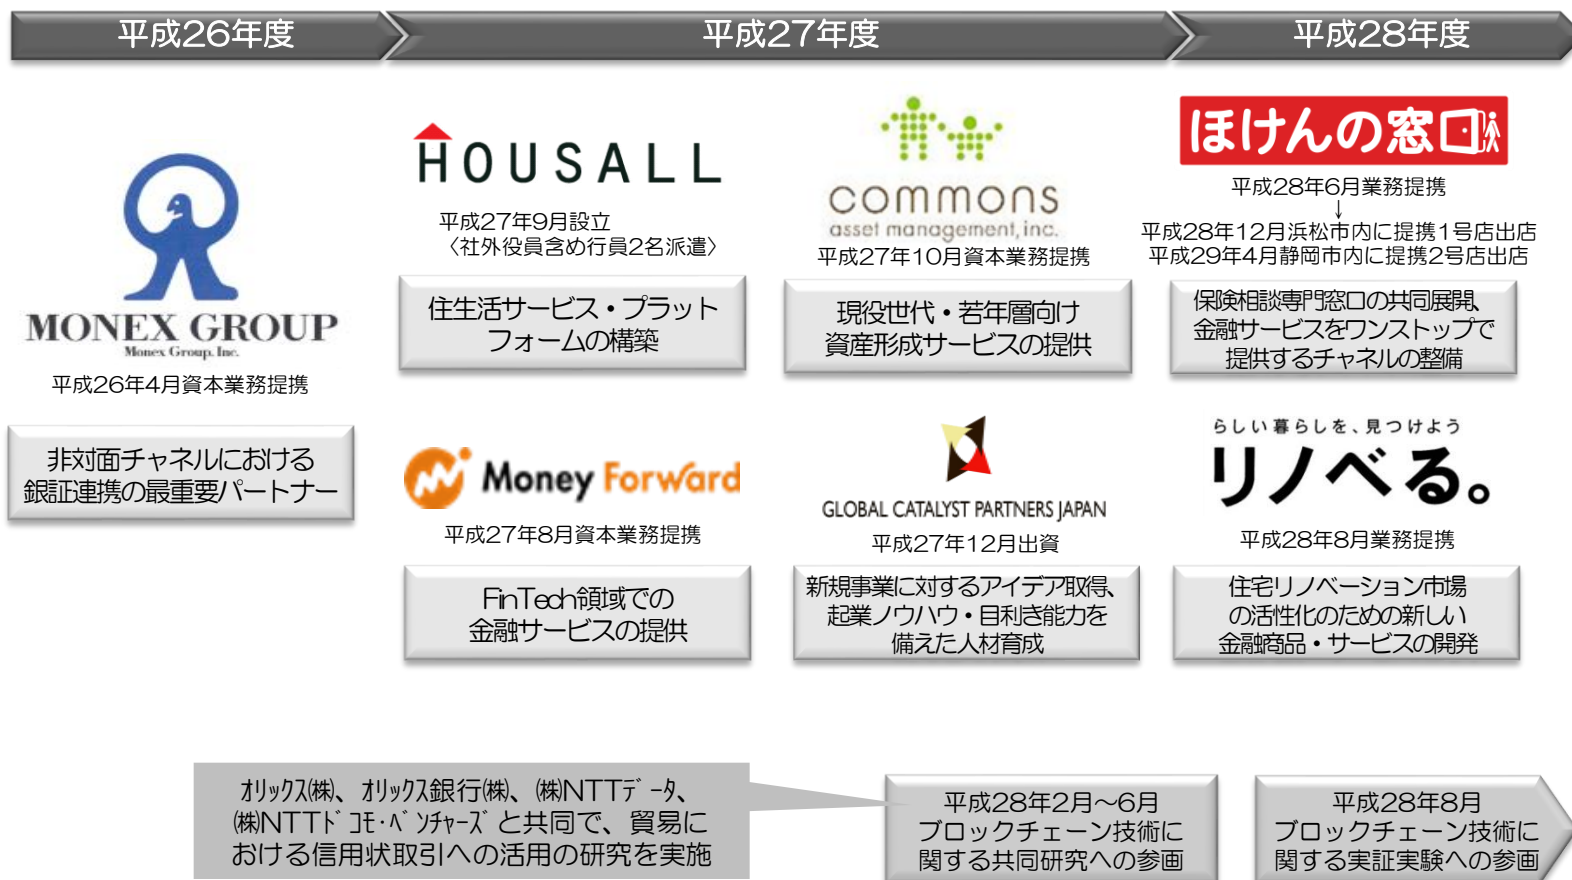 平成26年度
平成27年度
平成28年度
MONEX GROUP
Monex Group, Inc.
平成26年4月資本業務提携
非対面チャネルにおける
銀証連携の最重要パートナー
HOUSALL
平成27年9月設立
〈社外役員含め行員2名派遣〉
住生活サービス・プラット
フォームの構築
Money Forward
平成27年8月資本業務提携
FinTech領域での
金融サービスの提供
commons
asset management, inc.
平成27年10月資本業務提携
現役世代・若年層向け
資産形成サービスの提供
GLOBAL CATALYST PARTNERS JAPAN
平成27年12月出資
新規事業に対するアイデア取得、
起業ノウハウ・目利き能力を
備えた人材育成
ほけんの窓口
平成28年6月業務提携
↓
平成28年12月浜松市内に提携1号店出店
平成29年4月静岡市内に提携2号店出店
保険相談専門窓口の共同展開、
金融サービスをワンストップで
提供するチャネルの整備
らしい暮らしを、見つけよう
リノベる。
平成28年8月業務提携
住宅リノベーション市場
の活性化のための新しい
金融商品・サービスの開発
ｵﾘｯｸｽ㈱、ｵﾘｯｸｽ銀行㈱、㈱NTTﾃﾞｰﾀ、
㈱NTTﾄﾞｺﾓ･ﾍﾞﾝﾁｬｰｽﾞと共同で、貿易に
おける信用状取引への活用の研究を実施
平成28年2月～6月
ブロックチェーン技術に
関する共同研究への参画
平成28年8月
ブロックチェーン技術に
関する実証実験への参画